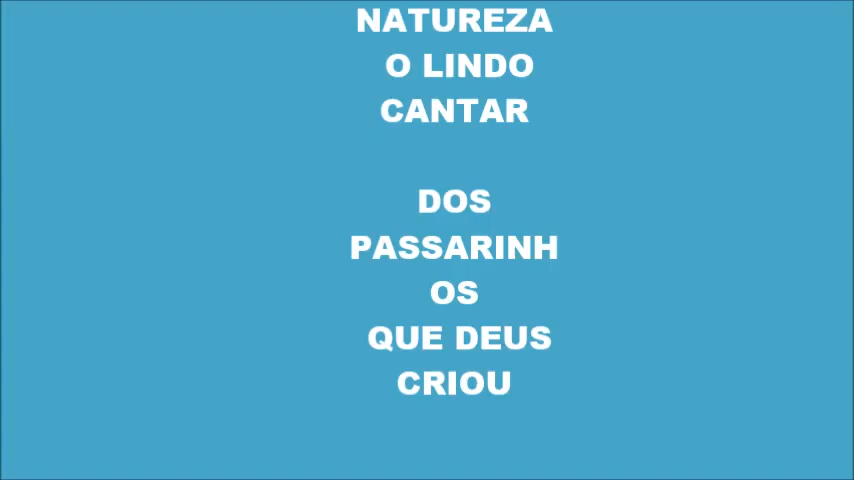 NATUREZA
O LINDO
CANTAR
DOS
PASSARINH
OS
QUE DEUS
CRIOU